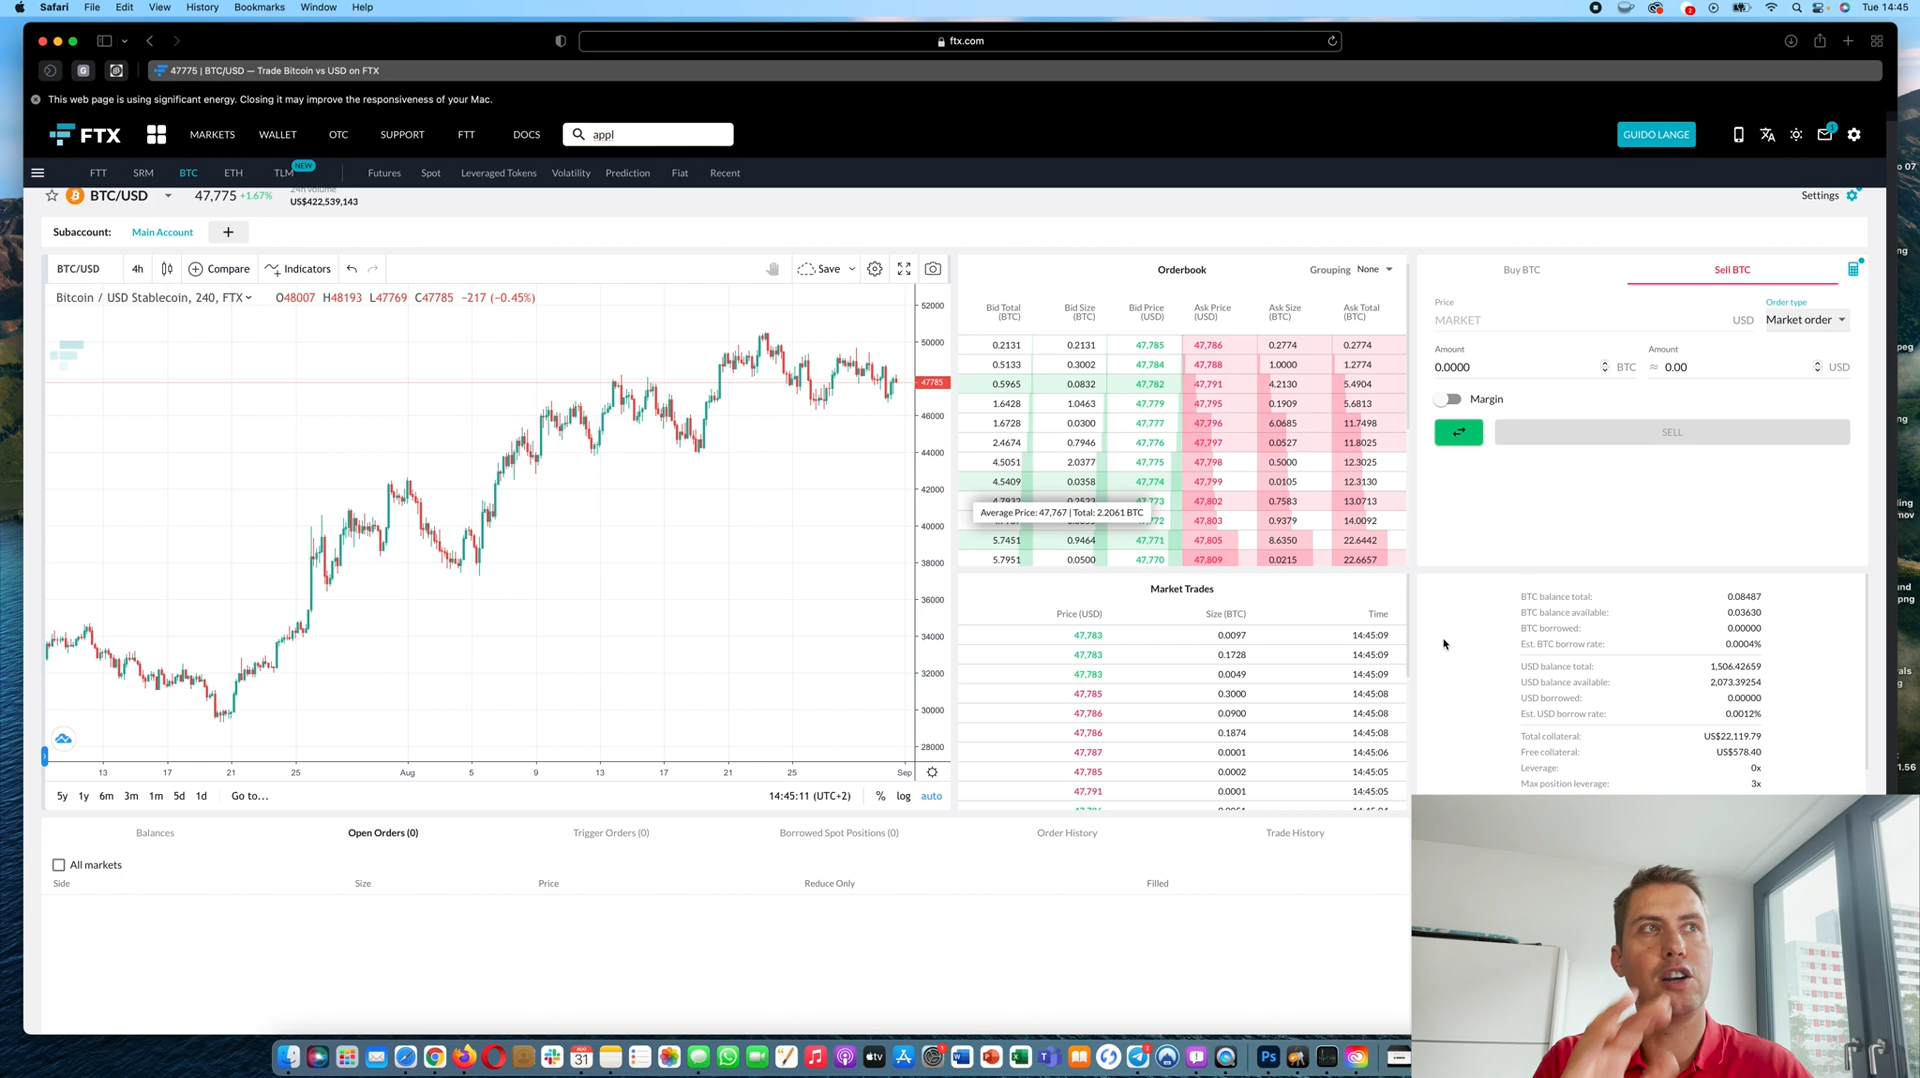 Safari File Edit View History Bookmarks Window Help
2
Tue 14:45
ftx.com
47775 | BTC/USD — Trade Bitcoin vs USD on FTX
This web page is using significant energy. Closing it may improve the responsiveness of your Mac.
FTX MARKETS WALLET OTC SUPPORT FTT DOCS appl GUIDO LANGE
FTT SRM BTC ETH TLM NEW Futures Spot Leveraged Tokens Volatility Prediction Fiat Recent
BTC/USD 47,775 +1.67% 24h volume
US$422,539,143
Settings
Subaccount: Main Account +
BTC/USD 4h Compare Indicators Save
Bitcoin / USD Stablecoin, 240, FTX O48007 H48193 L47769 C47785 −217 (−0.45%)
52000
50000
47785
46000
44000
42000
40000
38000
36000
34000
32000
30000
28000
13 17 21 25 Aug 5 9 13 17 21 25 Sep
5y 1y 6m 3m 1m 5d 1d Go to... 14:45:11 (UTC+2) % log auto
Orderbook Grouping None
Bid Total (BTC) Bid Size (BTC) Bid Price (USD) Ask Price (USD) Ask Size (BTC) Ask Total (BTC)
0.2131 0.2131 47,785 47,786 0.2774 0.2774
0.5133 0.3002 47,784 47,788 1.0000 1.2774
0.5965 0.0832 47,782 47,791 4.2130 5.4904
1.6428 1.0463 47,779 47,795 0.1909 5.6813
1.6728 0.0300 47,777 47,796 6.0685 11.7498
2.4674 0.7946 47,776 47,797 0.0527 11.8025
4.5051 2.0377 47,775 47,798 0.5000 12.3025
4.5409 0.0358 47,774 47,799 0.0105 12.3130
4.7932 0.2523 47,773 47,802 0.7583 13.0713
Average Price: 47,767 | Total: 2.2061 BTC
772 47,803 0.9379 14.0092
5.7451 0.9464 47,771 47,805 8.6350 22.6442
5.7951 0.0500 47,770 47,809 0.0215 22.6657
Market Trades
Price (USD) Size (BTC) Time
47,783 0.0097 14:45:09
47,783 0.1728 14:45:09
47,783 0.0049 14:45:09
47,785 0.3000 14:45:08
47,786 0.0900 14:45:08
47,786 0.1874 14:45:08
47,787 0.0001 14:45:06
47,785 0.0002 14:45:05
47,791 0.0001 14:45:05
Buy BTC Sell BTC
Price Order type
MARKET USD Market order
Amount Amount
0.0000 BTC ≈ 0.00 USD
Margin
SELL
BTC balance total: 0.08487
BTC balance available: 0.03630
BTC borrowed: 0.00000
Est. BTC borrow rate: 0.0004%
USD balance total: 1,506.42659
USD balance available: 2,073.39254
USD borrowed: 0.00000
Est. USD borrow rate: 0.0012%
Total collateral: US$22,119.79
Free collateral: US$578.40
Leverage: 0x
Max position leverage: 3x
Balances Open Orders (0) Trigger Orders (0) Borrowed Spot Positions (0) Order History Trade History
All markets
Side Size Price Reduce Only Filled
31
tv
Ps